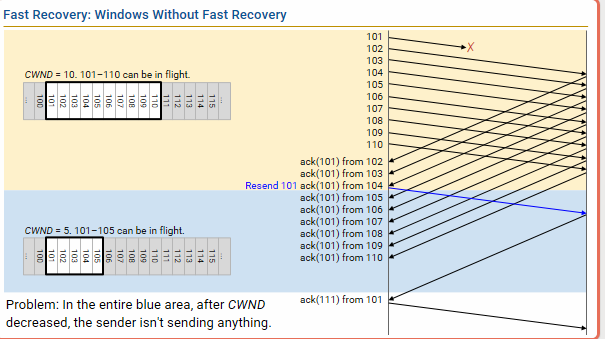 Fast Recovery: Windows Without Fast Recovery
101
102
103
104
105
106
107
108
109
110
X
CWND = 10. 101–110 can be in flight.
... 100 101 102 103 104 105 106 107 108 109 110 111 112 113 114 115 ...
ack(101) from 102
ack(101) from 103
Resend 101 ack(101) from 104
ack(101) from 105
ack(101) from 106
ack(101) from 107
ack(101) from 108
ack(101) from 109
ack(101) from 110
CWND = 5. 101–105 can be in flight.
... 100 101 102 103 104 105 106 107 108 109 110 111 112 113 114 115 ...
ack(111) from 101
Problem: In the entire blue area, after CWND
decreased, the sender isn't sending anything.